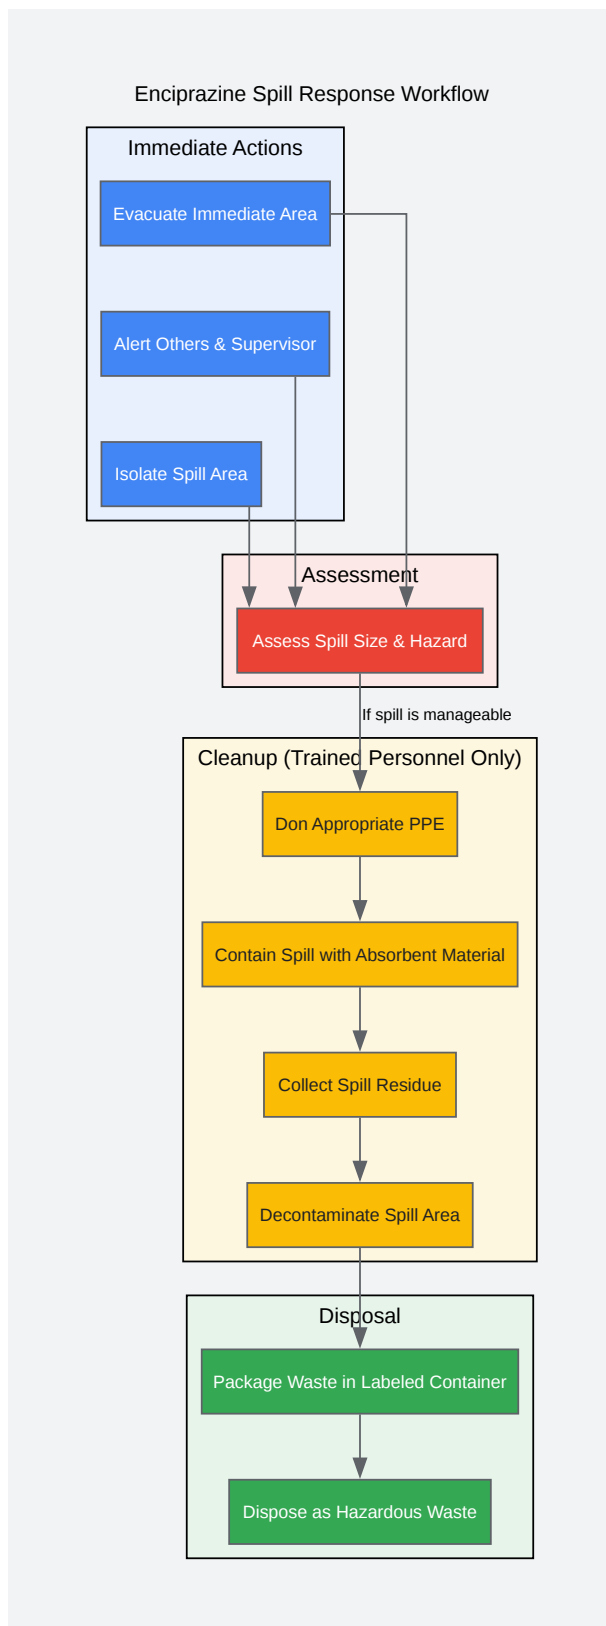 Enciprazine Spill Response Workflow
Immediate Actions
Evacuate Immediate Area
Alert Others & Supervisor
Isolate Spill Area
Assessment
Assess Spill Size & Hazard
If spill is manageable
Cleanup (Trained Personnel Only)
Don Appropriate PPE
Contain Spill with Absorbent Material
Collect Spill Residue
Decontaminate Spill Area
Disposal
Package Waste in Labeled Container
Dispose as Hazardous Waste